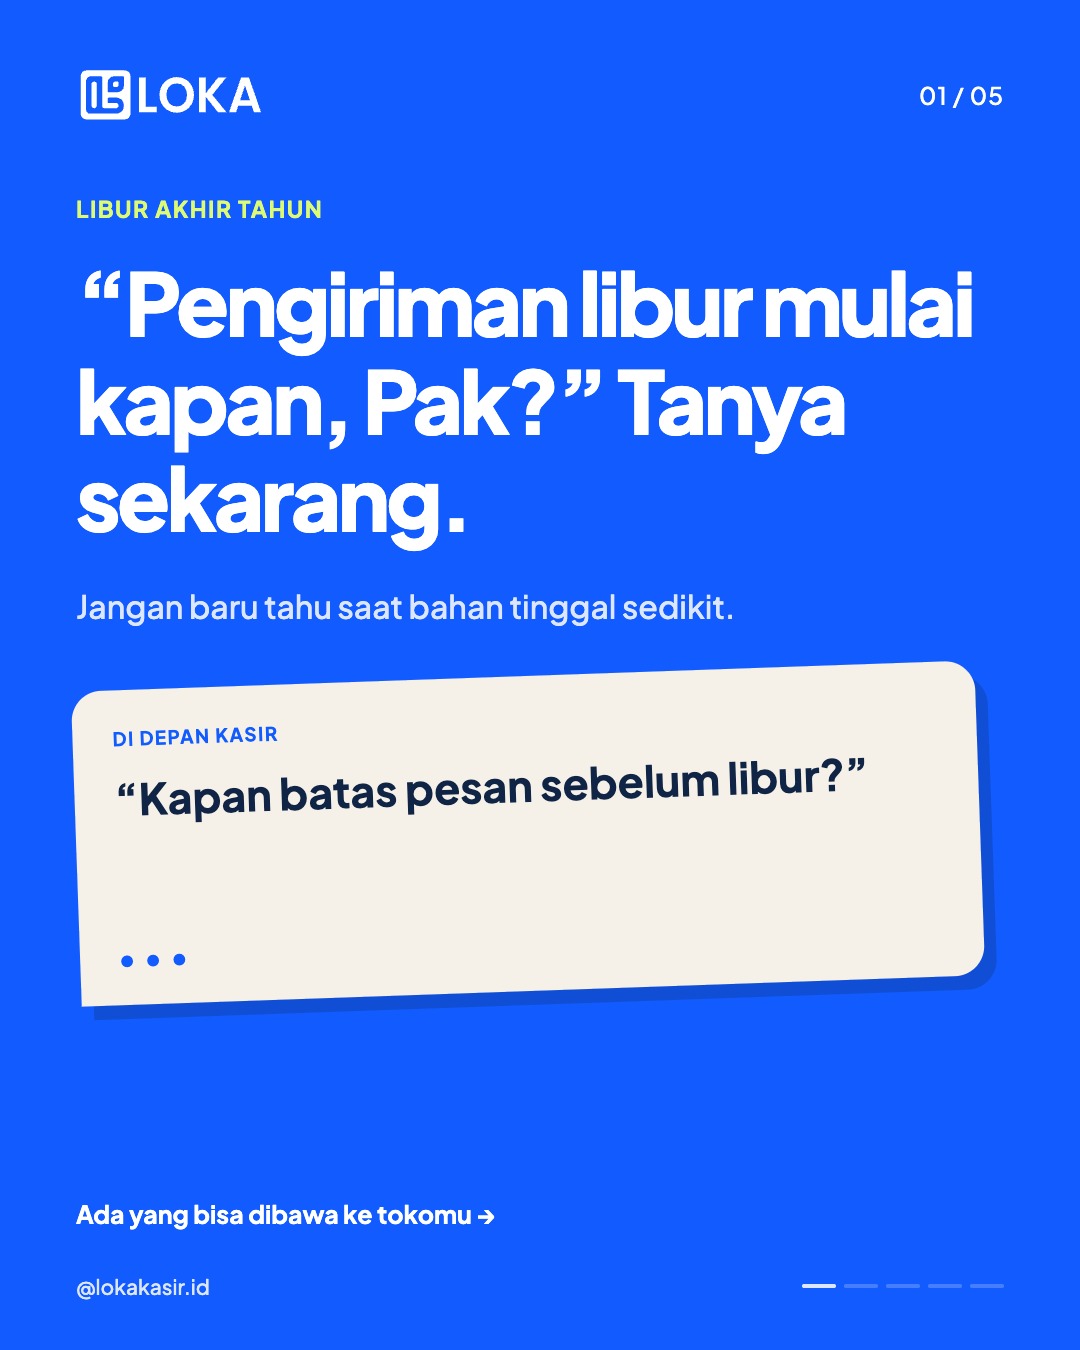 LOKA
01 / 05
LIBUR AKHIR TAHUN
“Pengiriman libur mulai
kapan, Pak?” Tanya
sekarang.
Jangan baru tahu saat bahan tinggal sedikit.
DI DEPAN KASIR
“Kapan batas pesan sebelum libur?”
Ada yang bisa dibawa ke tokomu →
@lokakasir.id